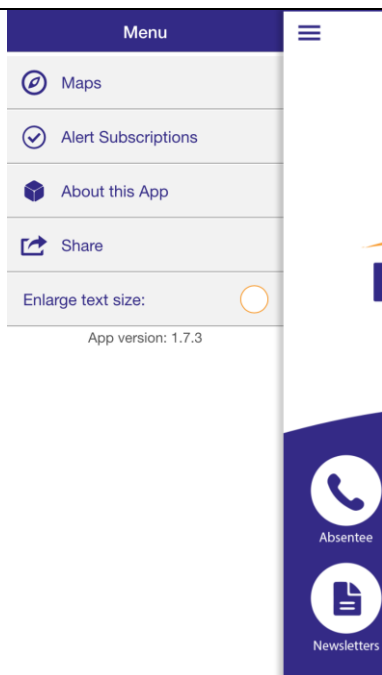 Menu
Maps
Alert Subscriptions
About this App
Share
Enlarge text size:
App version: 1.7.3
Absentee
Newsletters